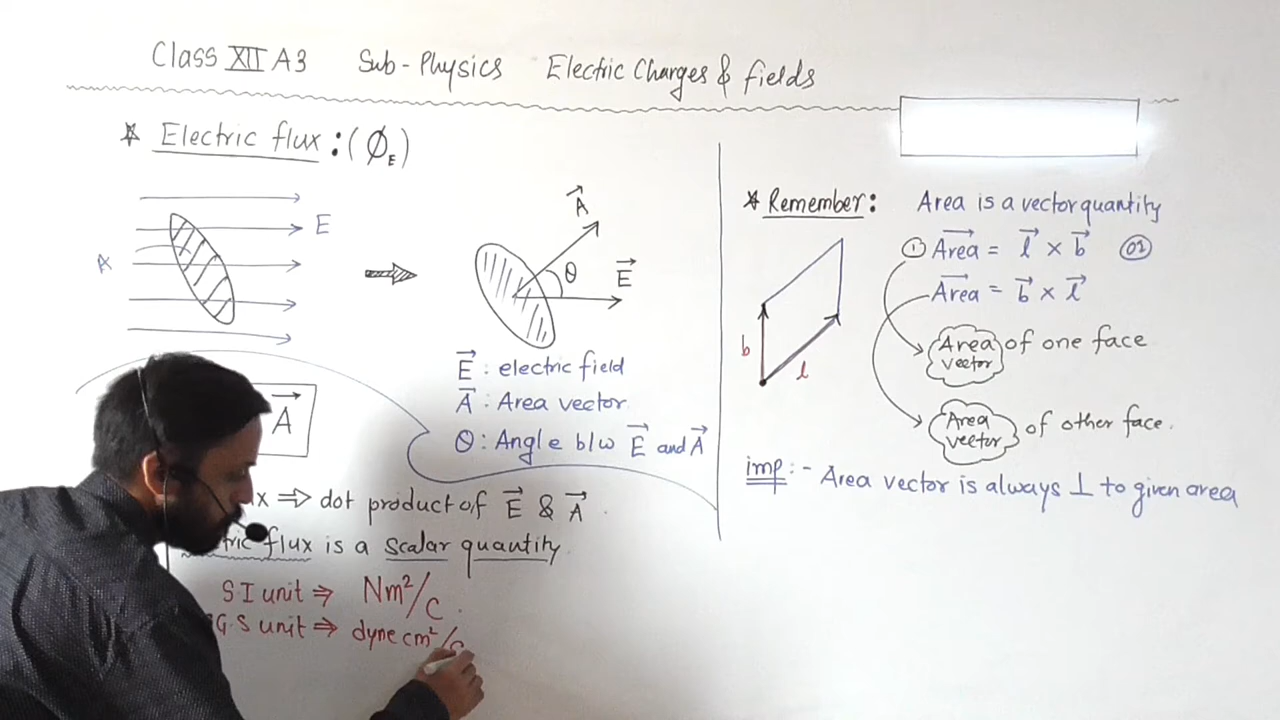 Class XII A3 Sub-Physics Electric Charges & fields
* Electric flux : (ØE)
E
A
A⃗
θ
E⃗
E⃗ : electric field
A⃗ : Area vector
θ : Angle b/w E⃗ and A⃗
A⃗
⇒ dot product of E⃗ & A⃗ .
flux is a scalar quantity
S I unit ⇒ Nm²/C .
G.S unit ⇒ dyne cm²/
* Remember : Area is a vector quantity
① Area = l⃗ × b⃗ 02
Area = b⃗ × l⃗
b
l
Area vector of one face
Area vector of other face.
imp :- Area vector is always ⊥ to given area